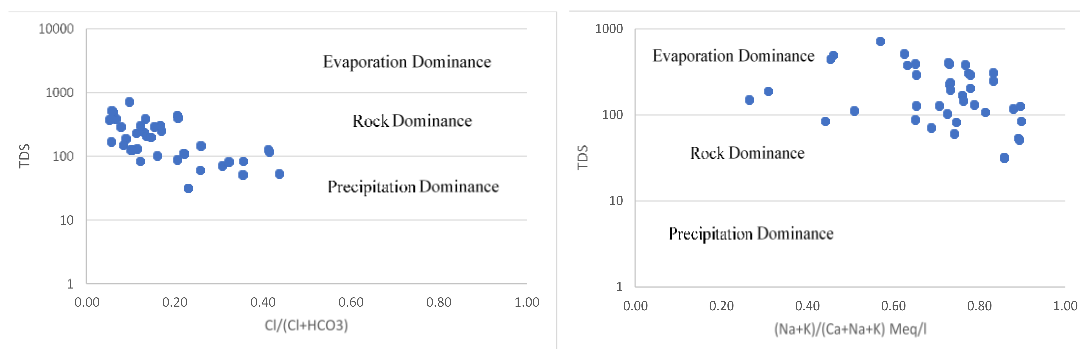 10000
1000
100
10
1
TDS
Evaporation Dominance
Rock Dominance
Precipitation Dominance
0.00 0.20 0.40 0.60 0.80 1.00
Cl/(Cl+HCO3)
1000
100
10
1
TDS
Evaporation Dominance
Rock Dominance
Precipitation Dominance
0.00 0.20 0.40 0.60 0.80 1.00
(Na+K)/(Ca+Na+K) Meq/l